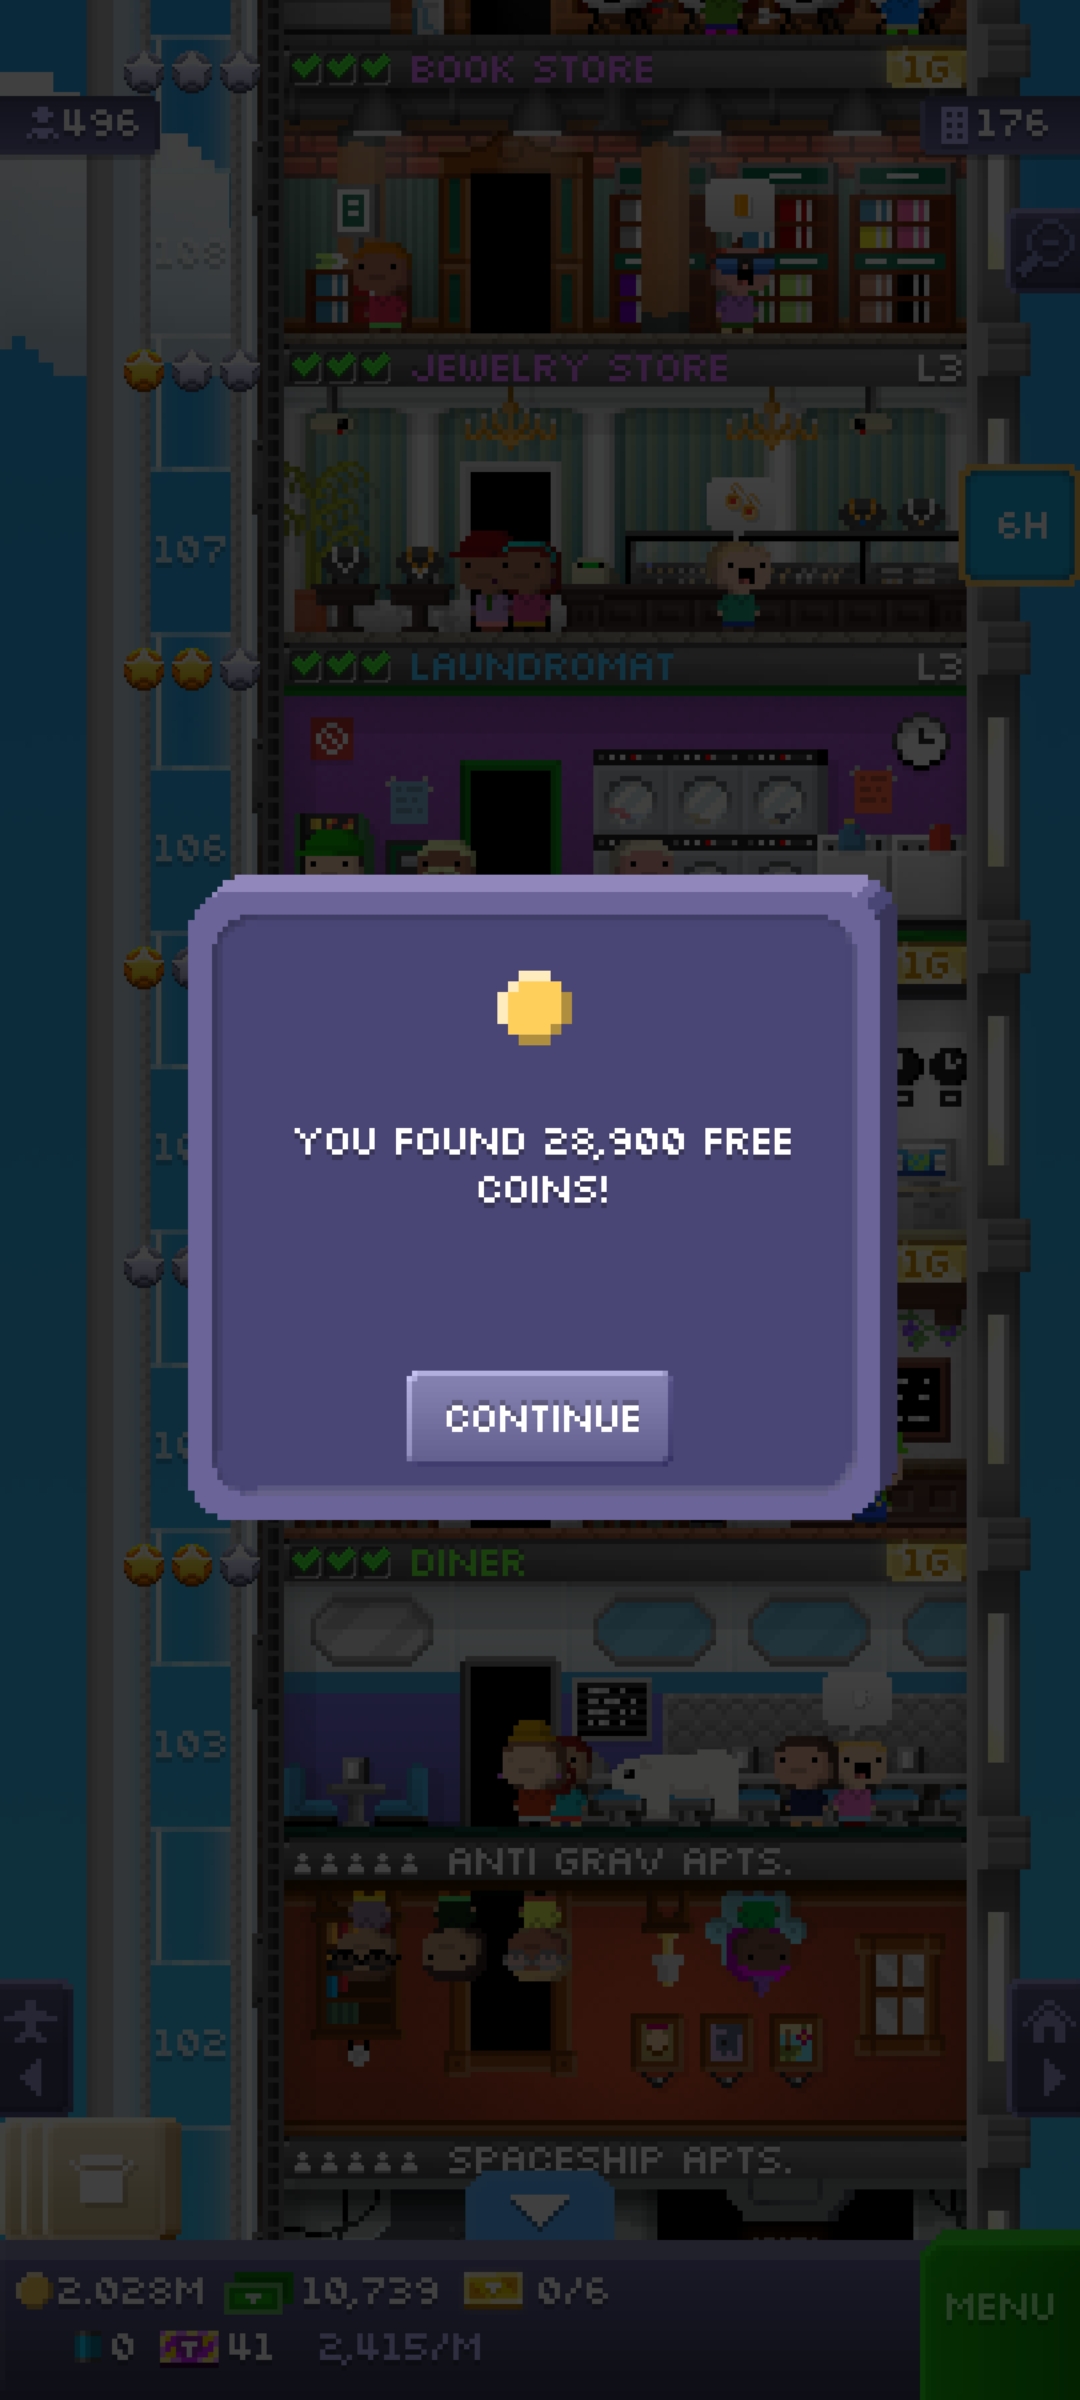 BOOK STORE
1G
496
176
108
JEWELRY STORE
L3
107
6H
LAUNDROMAT
L3
106
1G
YOU FOUND 28,900 FREE
COINS!
10
1G
10
CONTINUE
DINER
1G
103
ANTI GRAV APTS.
102
SPACESHIP APTS.
2.028M
10,739
0/6
MENU
0
T
41
2,415/M